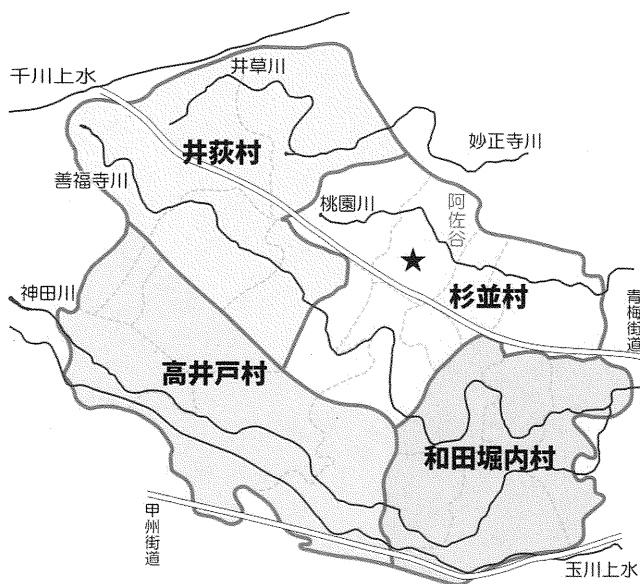 千川上水
井草川
井荻村
妙正寺川
善福寺川
桃園川
阿佐谷
神田川
杉並村
青梅街道
高井戸村
和田堀内村
甲州街道
玉川上水